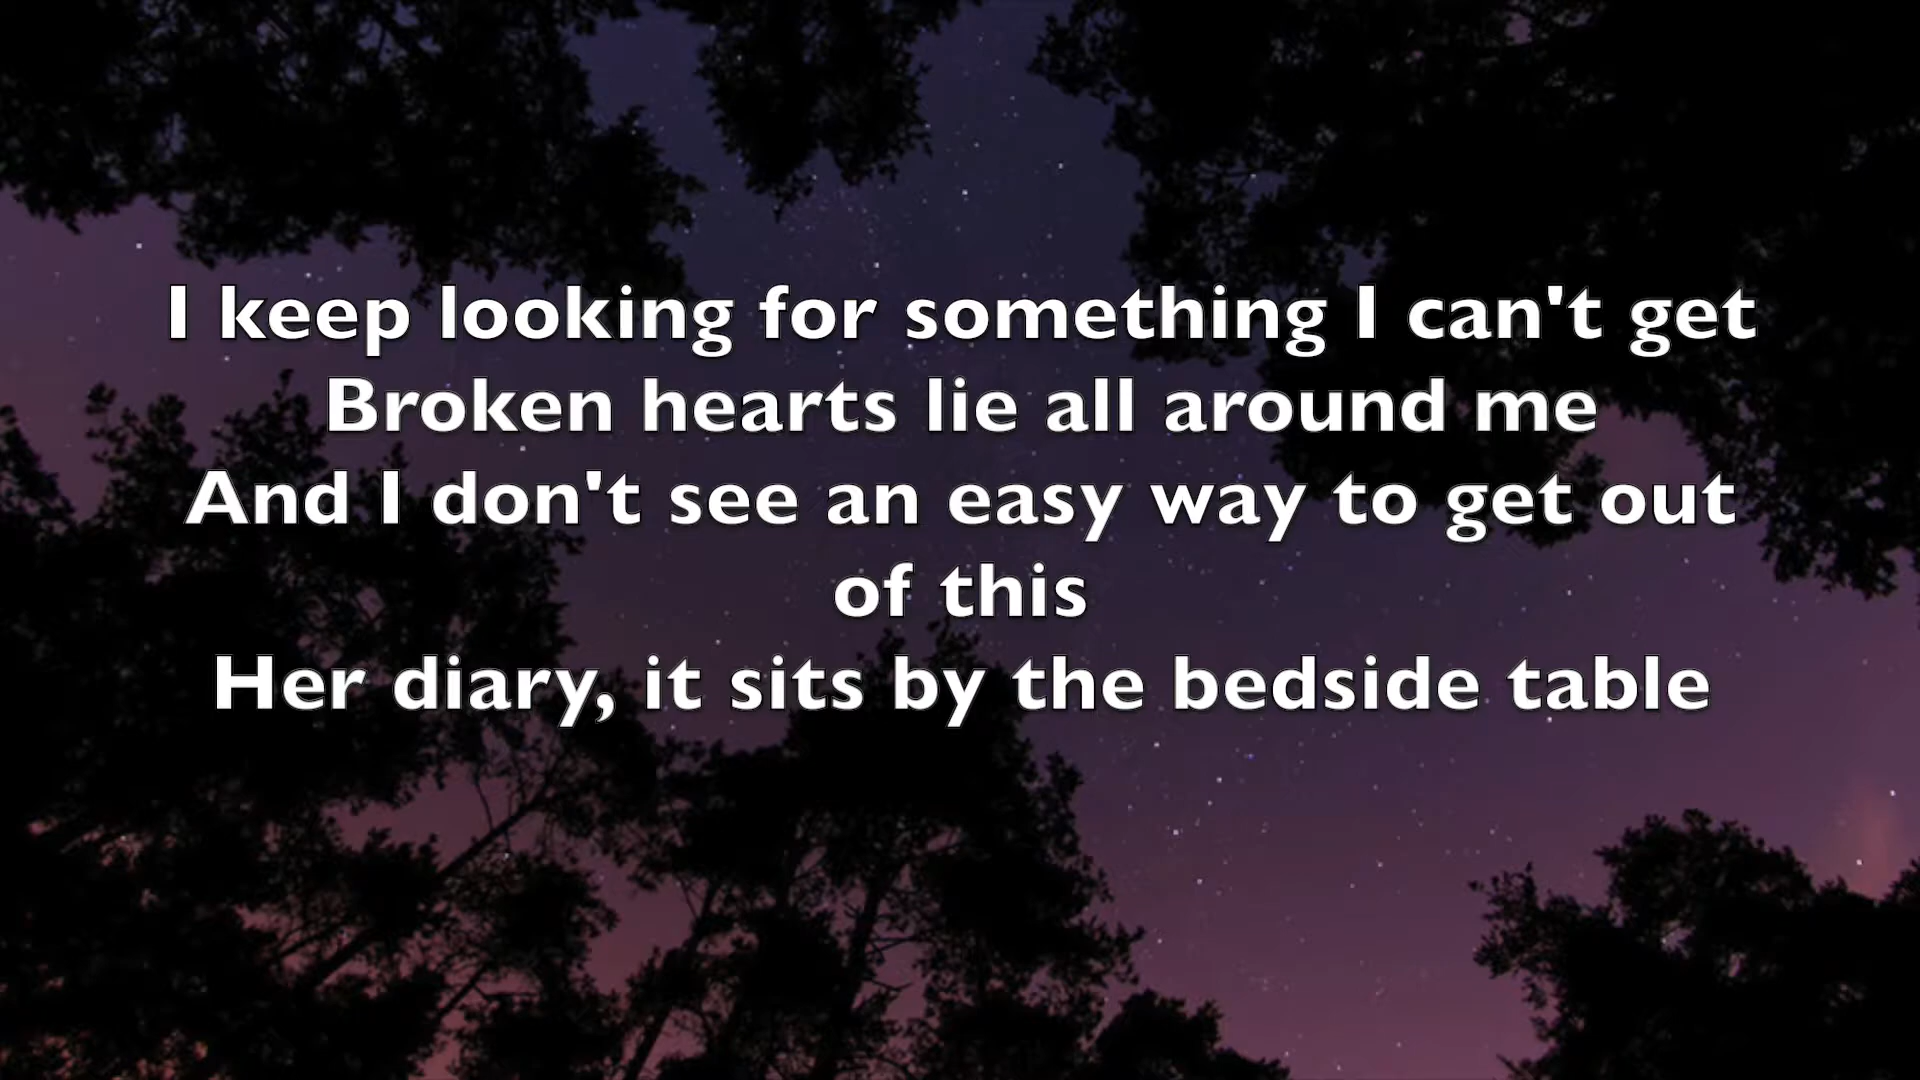 I keep looking for something I can't get
Broken hearts lie all around me
And I don't see an easy way to get out
of this
Her diary, it sits by the bedside table